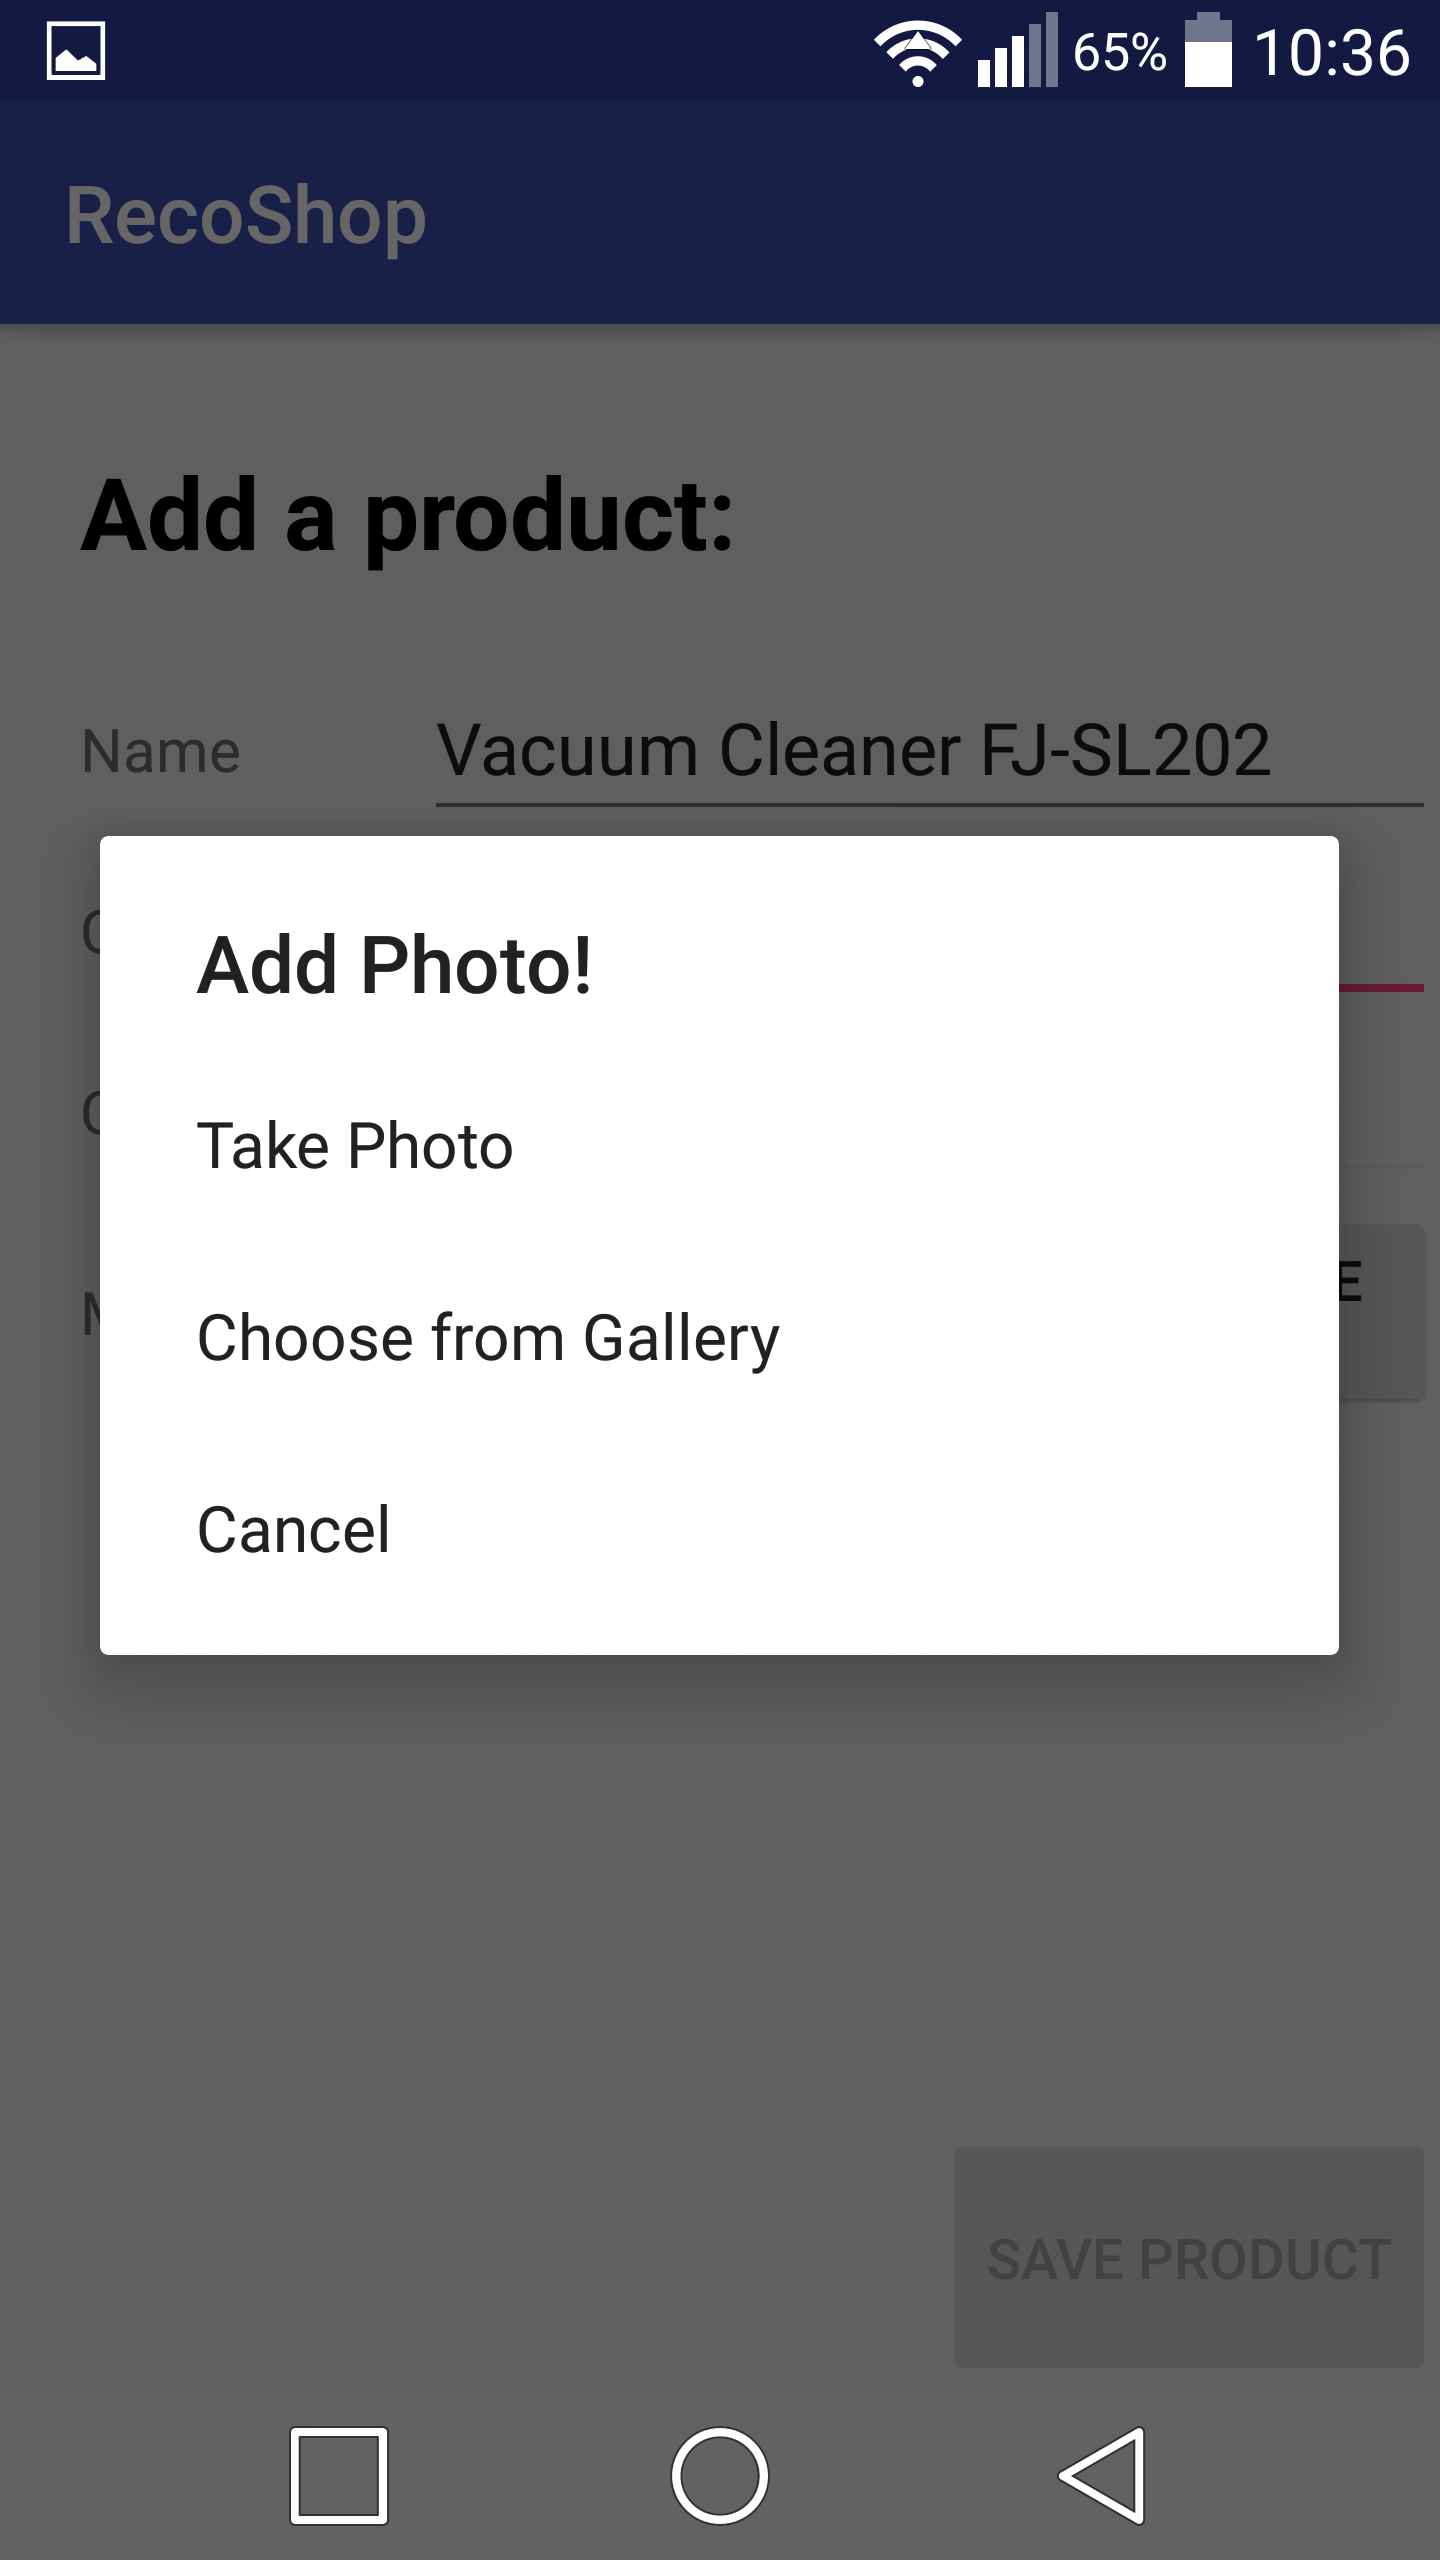 65% 10:36
RecoShop
Add a product:
Name Vacuum Cleaner FJ-SL202
Add Photo!
Take Photo
Choose from Gallery
Cancel
SAVE PRODUCT